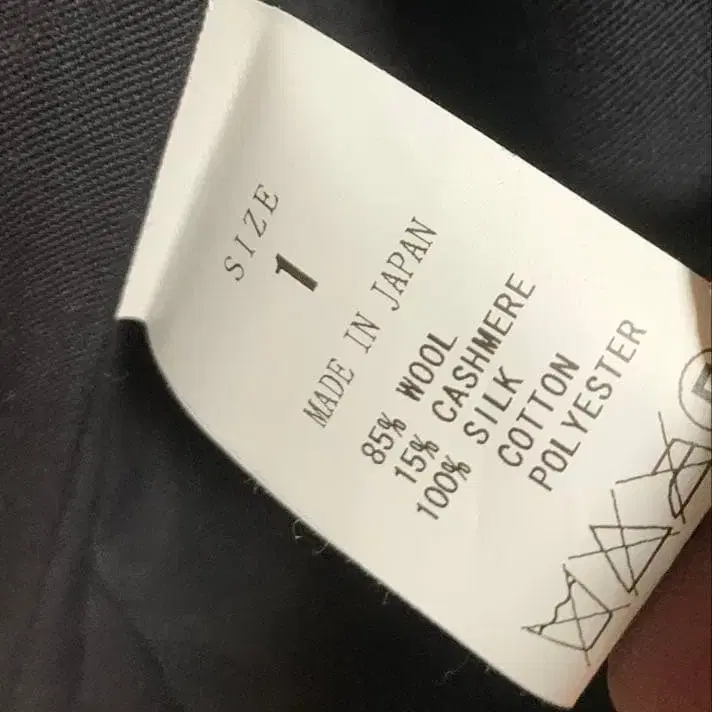 SIZE
1
MADE IN JAPAN
85% WOOL
15% CASHMERE
100% SILK
COTTON
POLYESTER